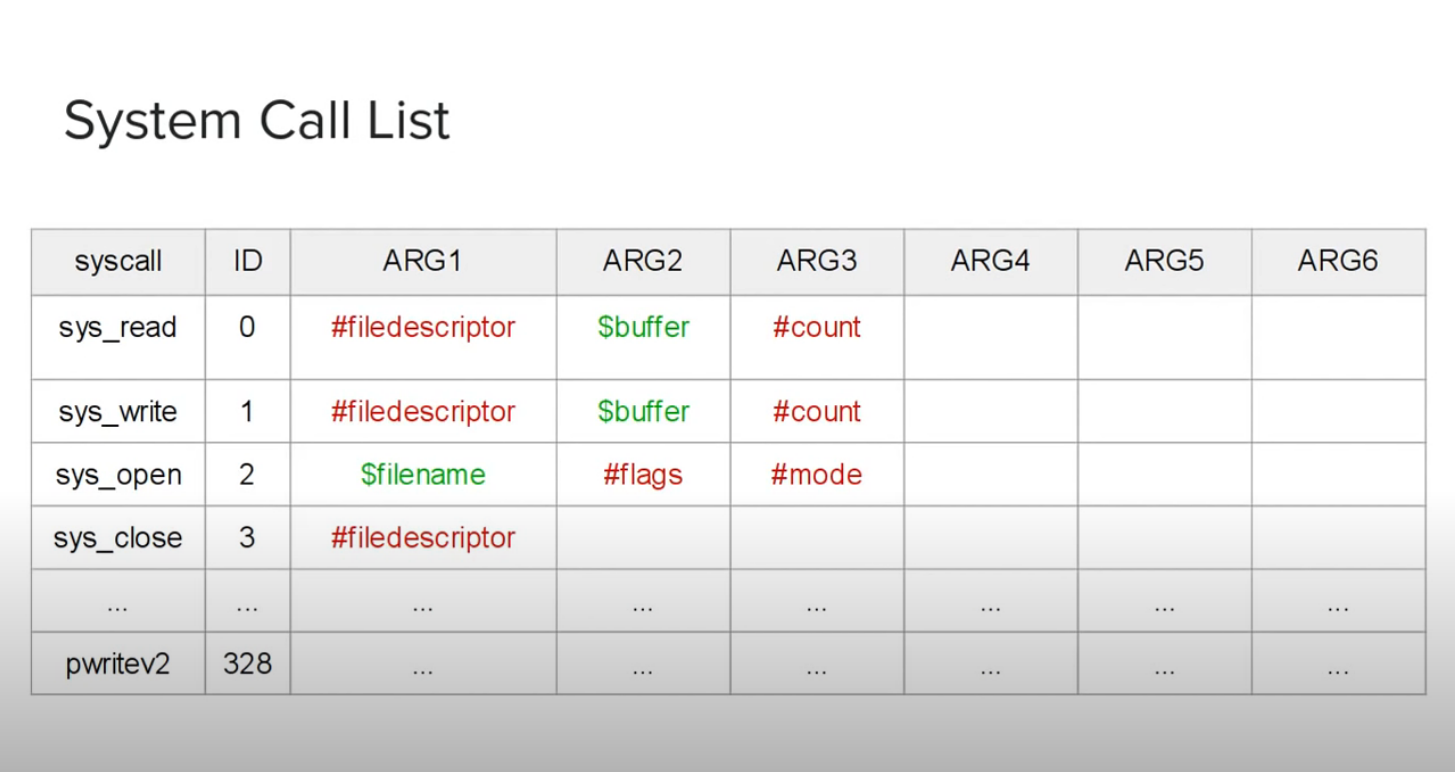 System Call List
syscall ID ARG1 ARG2 ARG3 ARG4 ARG5 ARG6
sys_read 0 #filedescriptor $buffer #count
sys_write 1 #filedescriptor $buffer #count
sys_open 2 $filename #flags #mode
sys_close 3 #filedescriptor
... ... ... ... ... ... ... ...
pwritev2 328 ... ... ... ... ... ...